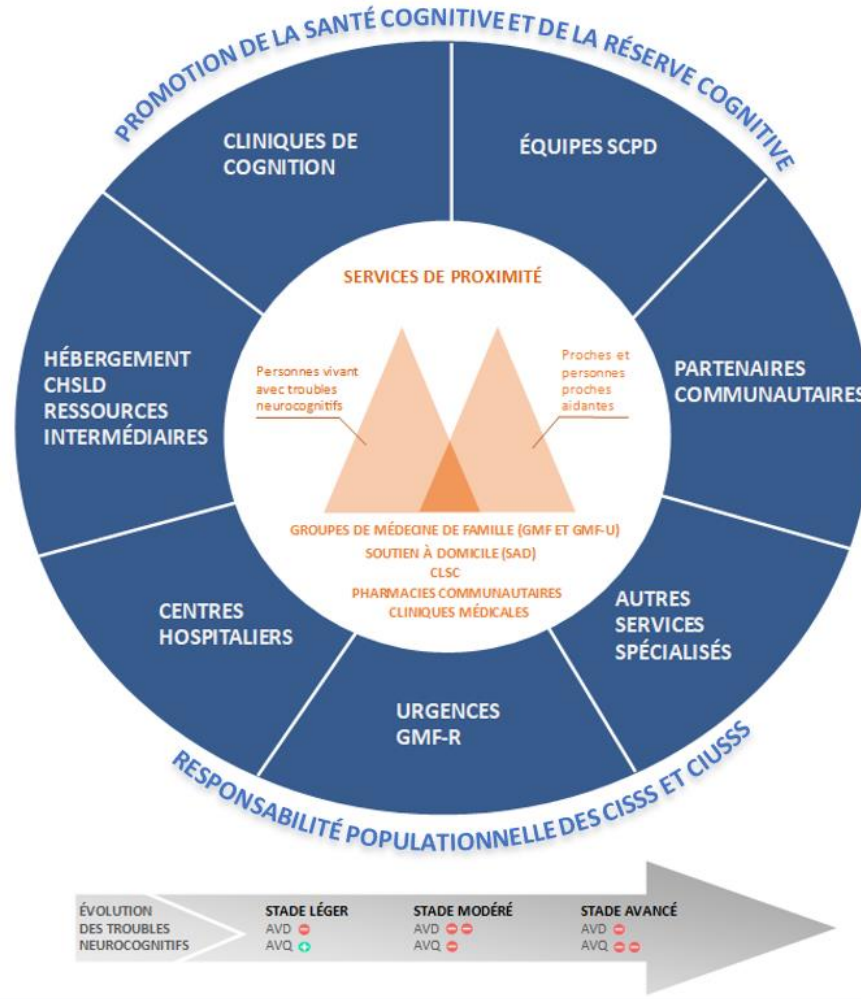 PROMOTION DE LA SANTÉ COGNITIVE ET DE LA RÉSERVE COGNITIVE
CLINIQUES DE
COGNITION
ÉQUIPES SCPD
HÉBERGEMENT
CHSLD
RESSOURCES
INTERMÉDIAIRES
PARTENAIRES
COMMUNAUTAIRES
SERVICES DE PROXIMITÉ
Personnes vivant
avec troubles
neurocognitifs
Proches et
personnes
proches
aidantes
GROUPES DE MÉDECINE DE FAMILLE (GMF ET GMF-U)
SOUTIEN À DOMICILE (SAD)
CLSC
PHARMACIES COMMUNAUTAIRES
CLINIQUES MÉDICALES
CENTRES
HOSPITALIERS
AUTRES
SERVICES
SPÉCIALISÉS
URGENCES
GMF-R
RESPONSABILITÉ POPULATIONNELLE DES CISSS ET CIUSSS
ÉVOLUTION
DES TROUBLES
NEUROCOGNITIFS
STADE LÉGER
AVD -
AVQ +
STADE MODÉRÉ
AVD - -
AVQ -
STADE AVANCÉ
AVD -
AVQ - -